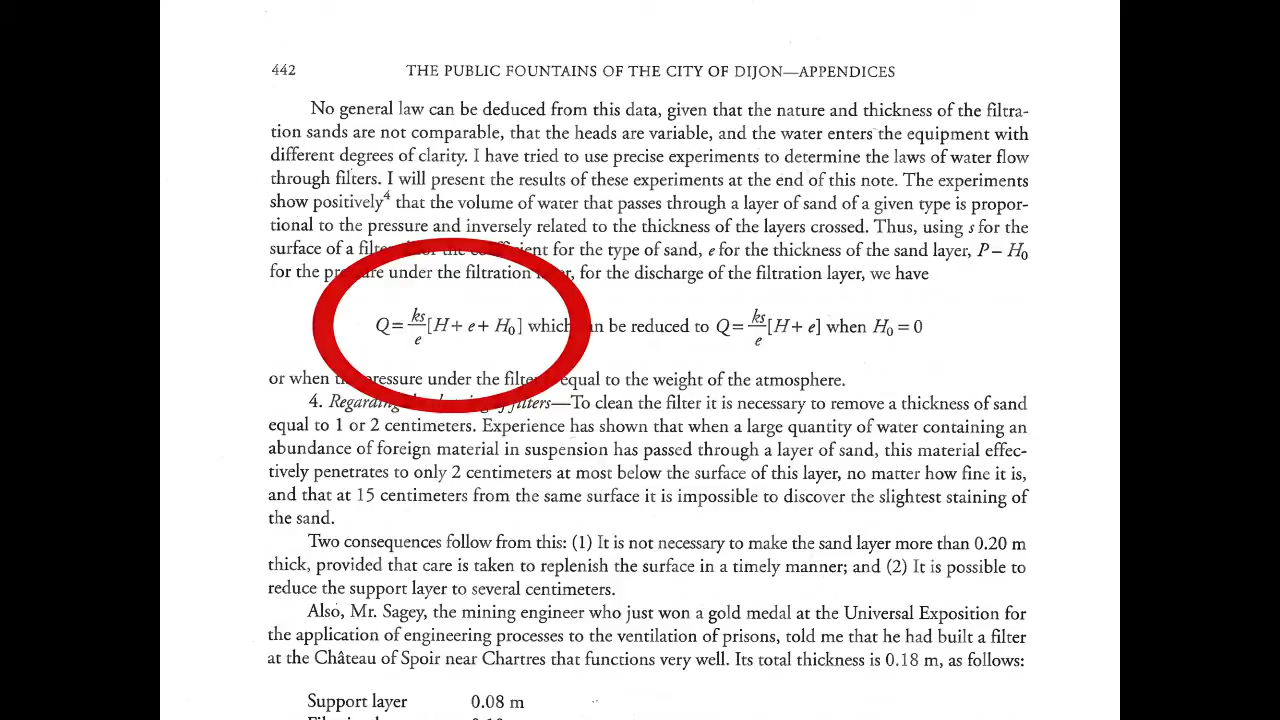 442 THE PUBLIC FOUNTAINS OF THE CITY OF DIJON—APPENDICES
No general law can be deduced from this data, given that the nature and thickness of the filtra-
tion sands are not comparable, that the heads are variable, and the water enters the equipment with
different degrees of clarity. I have tried to use precise experiments to determine the laws of water flow
through filters. I will present the results of these experiments at the end of this note. The experiments
show positively⁴ that the volume of water that passes through a layer of sand of a given type is propor-
tional to the pressure and inversely related to the thickness of the layers crossed. Thus, using s for the
surface of a for the type of sand, e for the thickness of the sand layer, P – H₀
for the under the filtration for the discharge of the filtration layer, we have
Q = ks/e [H + e + H₀] which be reduced to Q = ks/e [H + e] when H₀ = 0
or when pressure under the equal to the weight of the atmosphere.
4. Regarding the of filters—To clean the filter it is necessary to remove a thickness of sand
equal to 1 or 2 centimeters. Experience has shown that when a large quantity of water containing an
abundance of foreign material in suspension has passed through a layer of sand, this material effec-
tively penetrates to only 2 centimeters at most below the surface of this layer, no matter how fine it is,
and that at 15 centimeters from the same surface it is impossible to discover the slightest staining of
the sand.
Two consequences follow from this: (1) It is not necessary to make the sand layer more than 0.20 m
thick, provided that care is taken to replenish the surface in a timely manner; and (2) It is possible to
reduce the support layer to several centimeters.
Also, Mr. Sagey, the mining engineer who just won a gold medal at the Universal Exposition for
the application of engineering processes to the ventilation of prisons, told me that he had built a filter
at the Château of Spoir near Chartres that functions very well. Its total thickness is 0.18 m, as follows:
Support layer 0.08 m